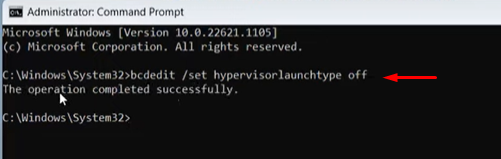 Administrator: Command Prompt
Microsoft Windows [Version 10.0.22621.1105]
(c) Microsoft Corporation. All rights reserved.
C:\Windows\System32>bcdedit /set hypervisorlaunchtype off
The operation completed successfully.
C:\Windows\System32>